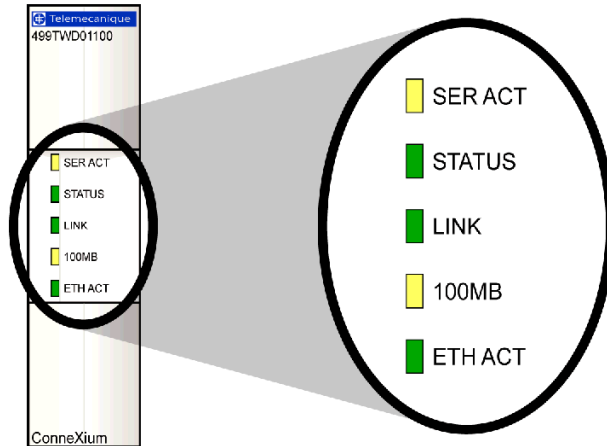 Telemecanique
499TWD01100
SER ACT
STATUS
LINK
100MB
ETH ACT
ConneXium
SER ACT
STATUS
LINK
100MB
ETH ACT